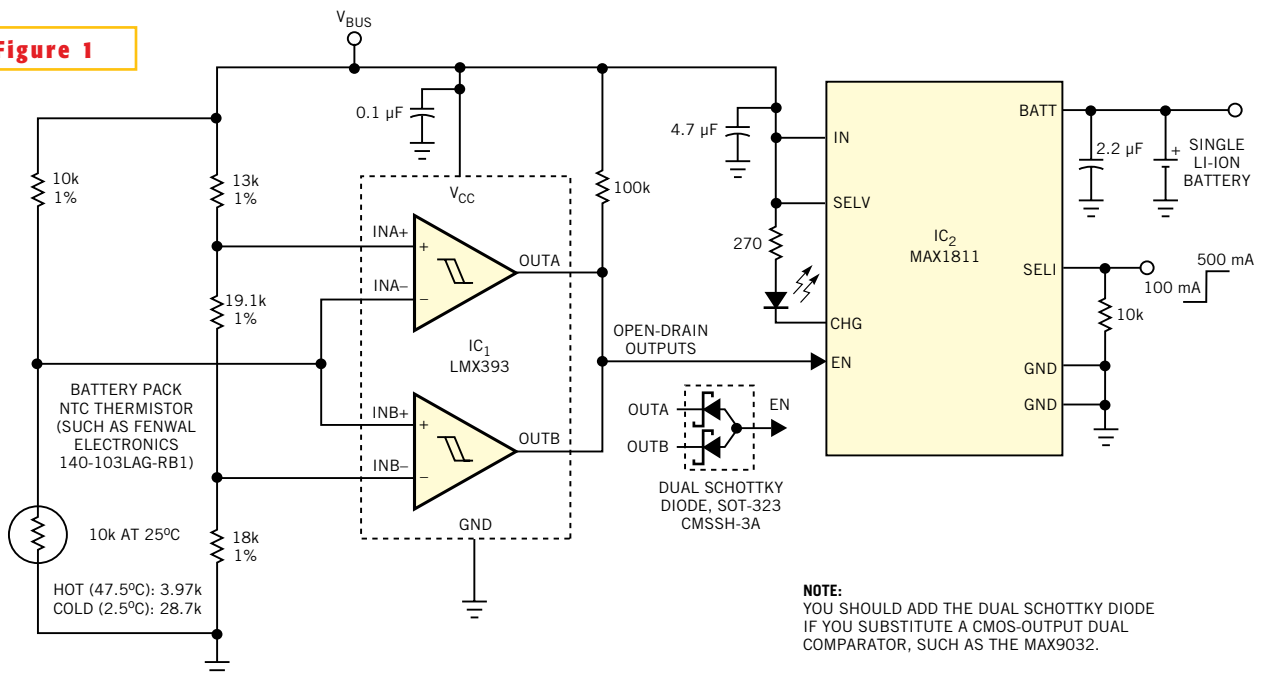 Figure 1
VBUS
0.1 µF
4.7 µF
10k
1%
13k
1%
100k
VCC
INA+
+
OUTA
INA–
–
19.1k
1%
IC1
LMX393
INB+
+
OUTB
INB–
–
GND
18k
1%
BATTERY PACK
NTC THERMISTOR
(SUCH AS FENWAL
ELECTRONICS
140-103LAG-RB1)
10k AT 25ºC
HOT (47.5ºC): 3.97k
COLD (2.5ºC): 28.7k
OPEN-DRAIN
OUTPUTS
OUTA
OUTB
EN
DUAL SCHOTTKY
DIODE, SOT-323
CMSSH-3A
270
IN
SELV
CHG
EN
IC2
MAX1811
BATT
SELI
GND
GND
2.2 µF
+
SINGLE
LI-ION
BATTERY
500 mA
100 mA
10k
NOTE:
YOU SHOULD ADD THE DUAL SCHOTTKY DIODE
IF YOU SUBSTITUTE A CMOS-OUTPUT DUAL
COMPARATOR, SUCH AS THE MAX9032.